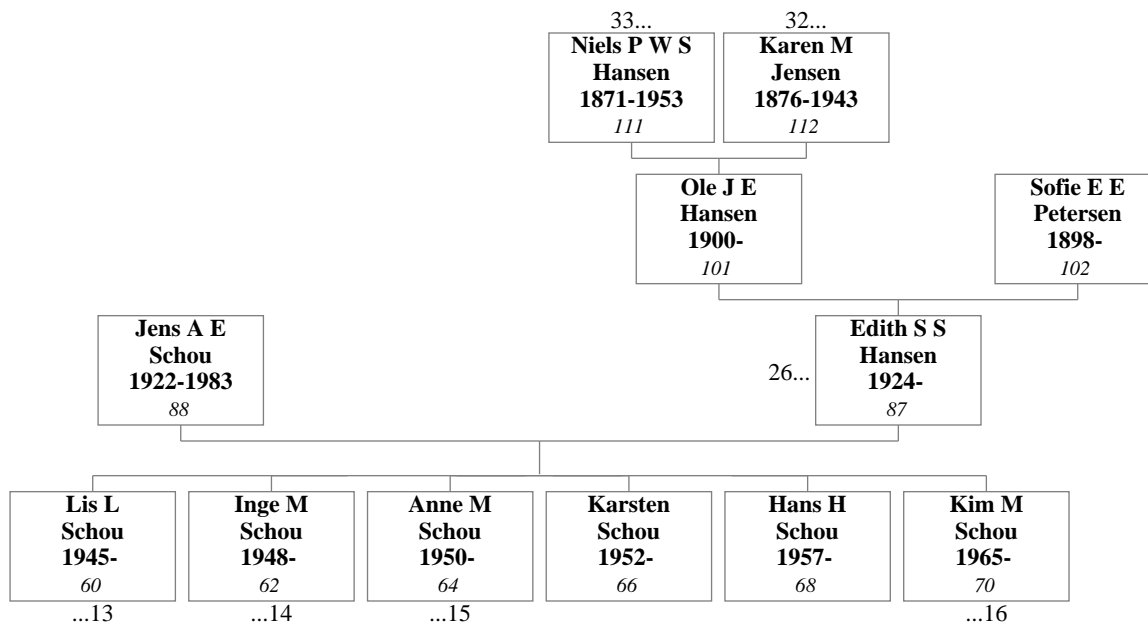 33...
Niels P W S
Hansen
1871-1953
111
32...
Karen M
Jensen
1876-1943
112
Ole J E
Hansen
1900-
101
Sofie E E
Petersen
1898-
102
Jens A E
Schou
1922-1983
88
26...
Edith S S
Hansen
1924-
87
Lis L
Schou
1945-
60
...13
Inge M
Schou
1948-
62
...14
Anne M
Schou
1950-
64
...15
Karsten
Schou
1952-
66
Hans H
Schou
1957-
68
Kim M
Schou
1965-
70
...16